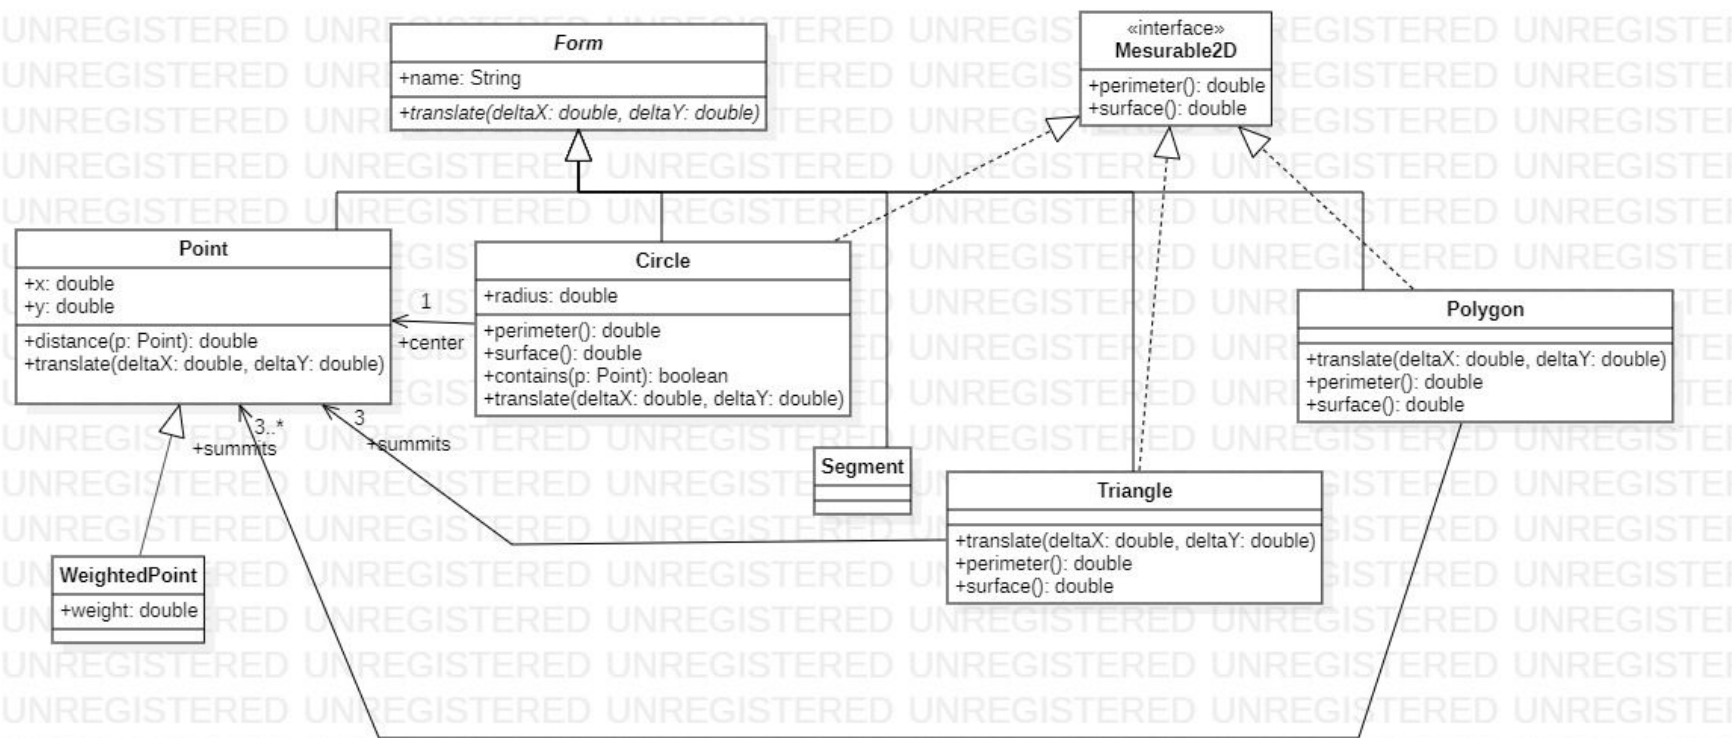 Form
+name: String
+translate(deltaX: double, deltaY: double)
«interface»
Mesurable2D
+perimeter(): double
+surface(): double
Point
+x: double
+y: double
+distance(p: Point): double
+translate(deltaX: double, deltaY: double)
1
+center
Circle
+radius: double
+perimeter(): double
+surface(): double
+contains(p: Point): boolean
+translate(deltaX: double, deltaY: double)
Polygon
+translate(deltaX: double, deltaY: double)
+perimeter(): double
+surface(): double
3..*
+summits
3
+summits
Segment
Triangle
+translate(deltaX: double, deltaY: double)
+perimeter(): double
+surface(): double
WeightedPoint
+weight: double
UNREGISTERED UNREGISTERED UNREGISTERED UNREGISTERED UNREGISTERED